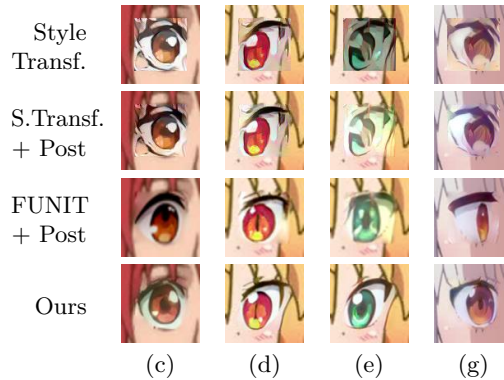 Style
Transf.
S.Transf.
+ Post
FUNIT
+ Post
Ours
(c) (d) (e) (g)